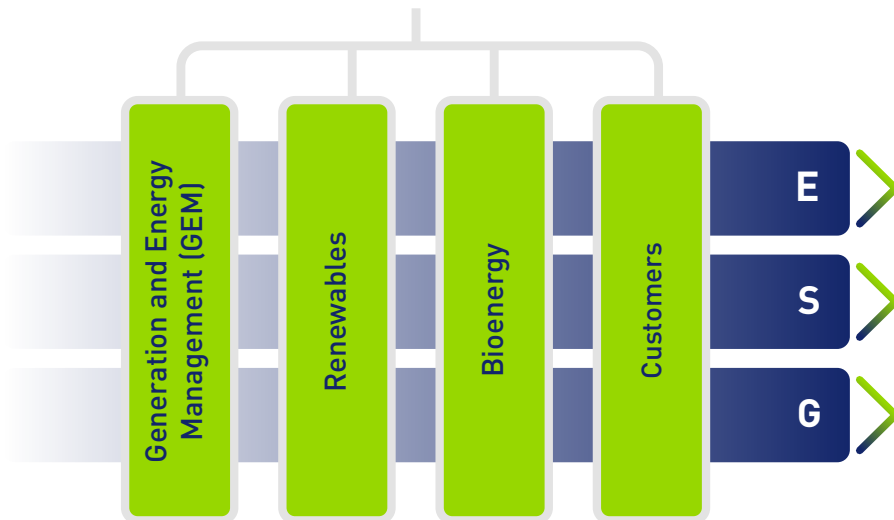 Generation and Energy
Management (GEM)
Renewables
Bioenergy
Customers
E
S
G